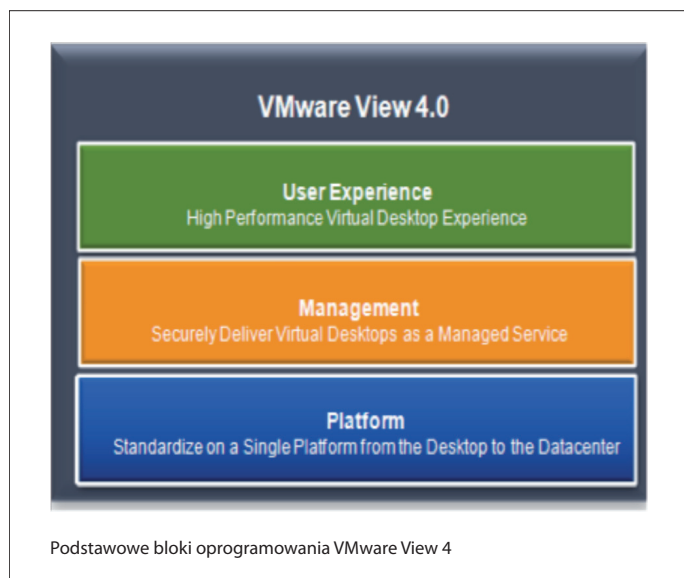 VMware View 4.0
User Experience
High Performance Virtual Desktop Experience
Management
Securely Deliver Virtual Desktops as a Managed Service
Platform
Standardize on a Single Platform from the Desktop to the Datacenter
Podstawowe bloki oprogramowania VMware View 4